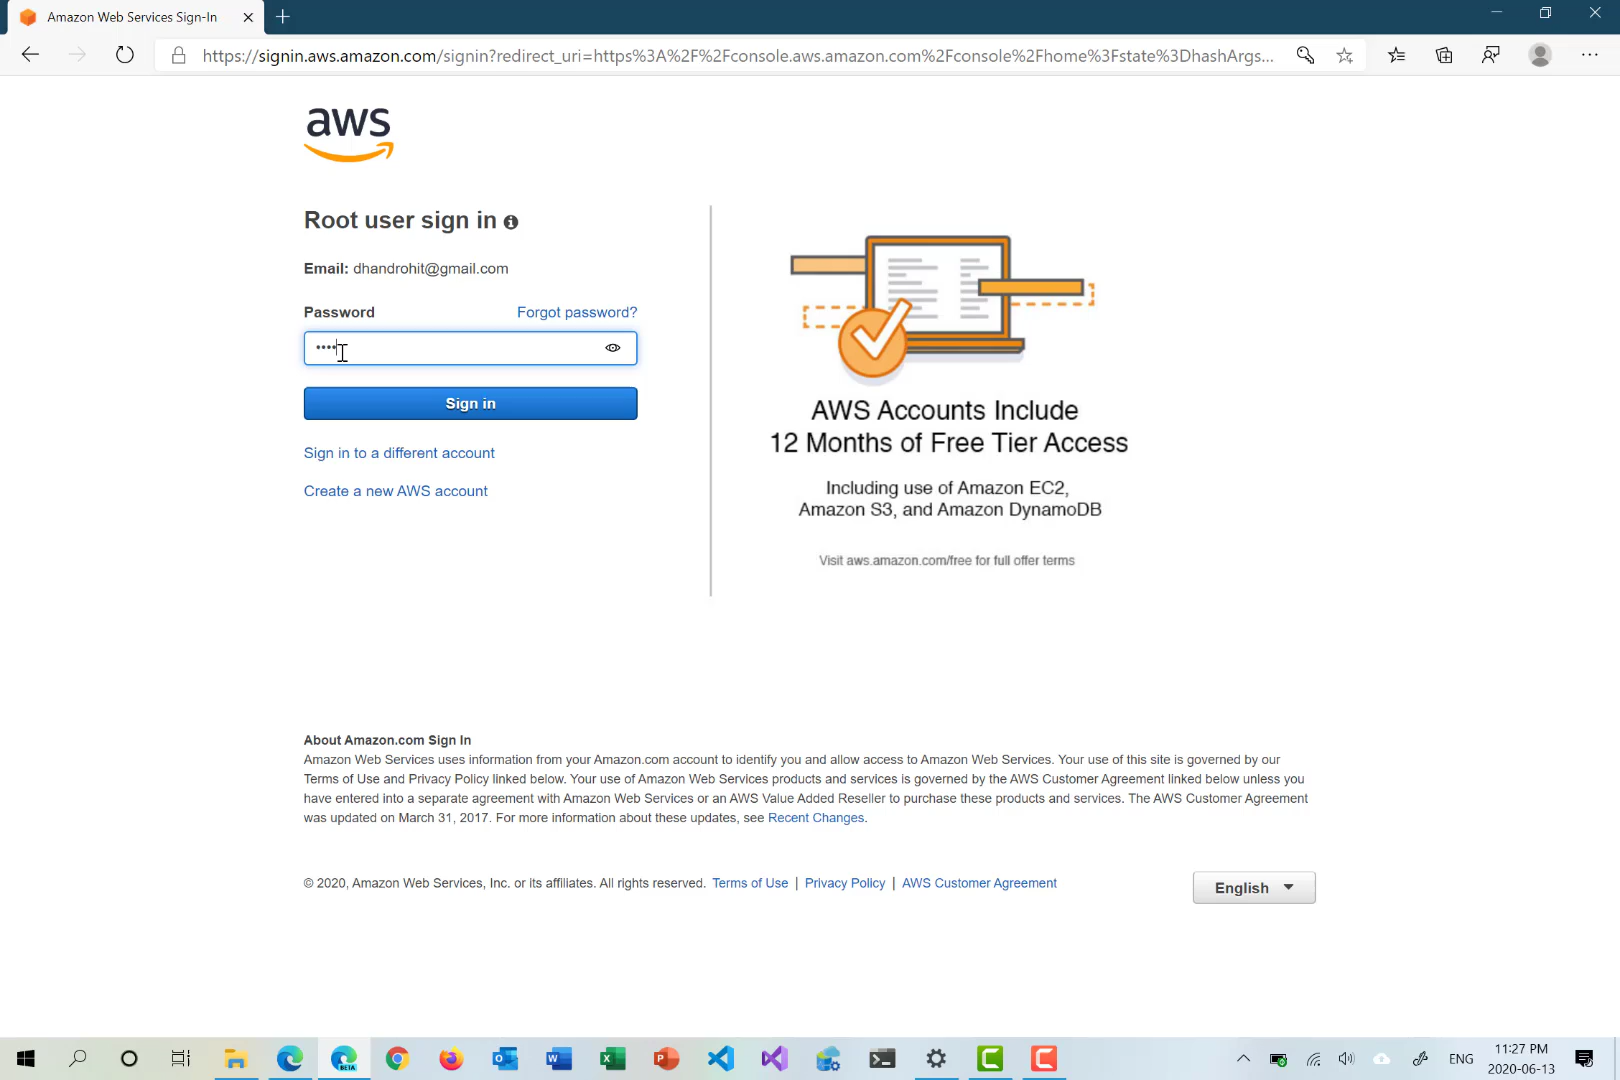 Amazon Web Services Sign-In
https://signin.aws.amazon.com/signin?redirect_uri=https%3A%2F%2Fconsole.aws.amazon.com%2Fconsole%2Fhome%3Fstate%3DhashArgs...
aws
Root user sign in
Email: dhandrohit@gmail.com
Password Forgot password?
••••
Sign in
Sign in to a different account
Create a new AWS account
AWS Accounts Include
12 Months of Free Tier Access
Including use of Amazon EC2,
Amazon S3, and Amazon DynamoDB
Visit aws.amazon.com/free for full offer terms
About Amazon.com Sign In
Amazon Web Services uses information from your Amazon.com account to identify you and allow access to Amazon Web Services. Your use of this site is governed by our
Terms of Use and Privacy Policy linked below. Your use of Amazon Web Services products and services is governed by the AWS Customer Agreement linked below unless you
have entered into a separate agreement with Amazon Web Services or an AWS Value Added Reseller to purchase these products and services. The AWS Customer Agreement
was updated on March 31, 2017. For more information about these updates, see Recent Changes.
© 2020, Amazon Web Services, Inc. or its affiliates. All rights reserved. Terms of Use | Privacy Policy | AWS Customer Agreement
English
BETA
ENG
11:27 PM
2020-06-13